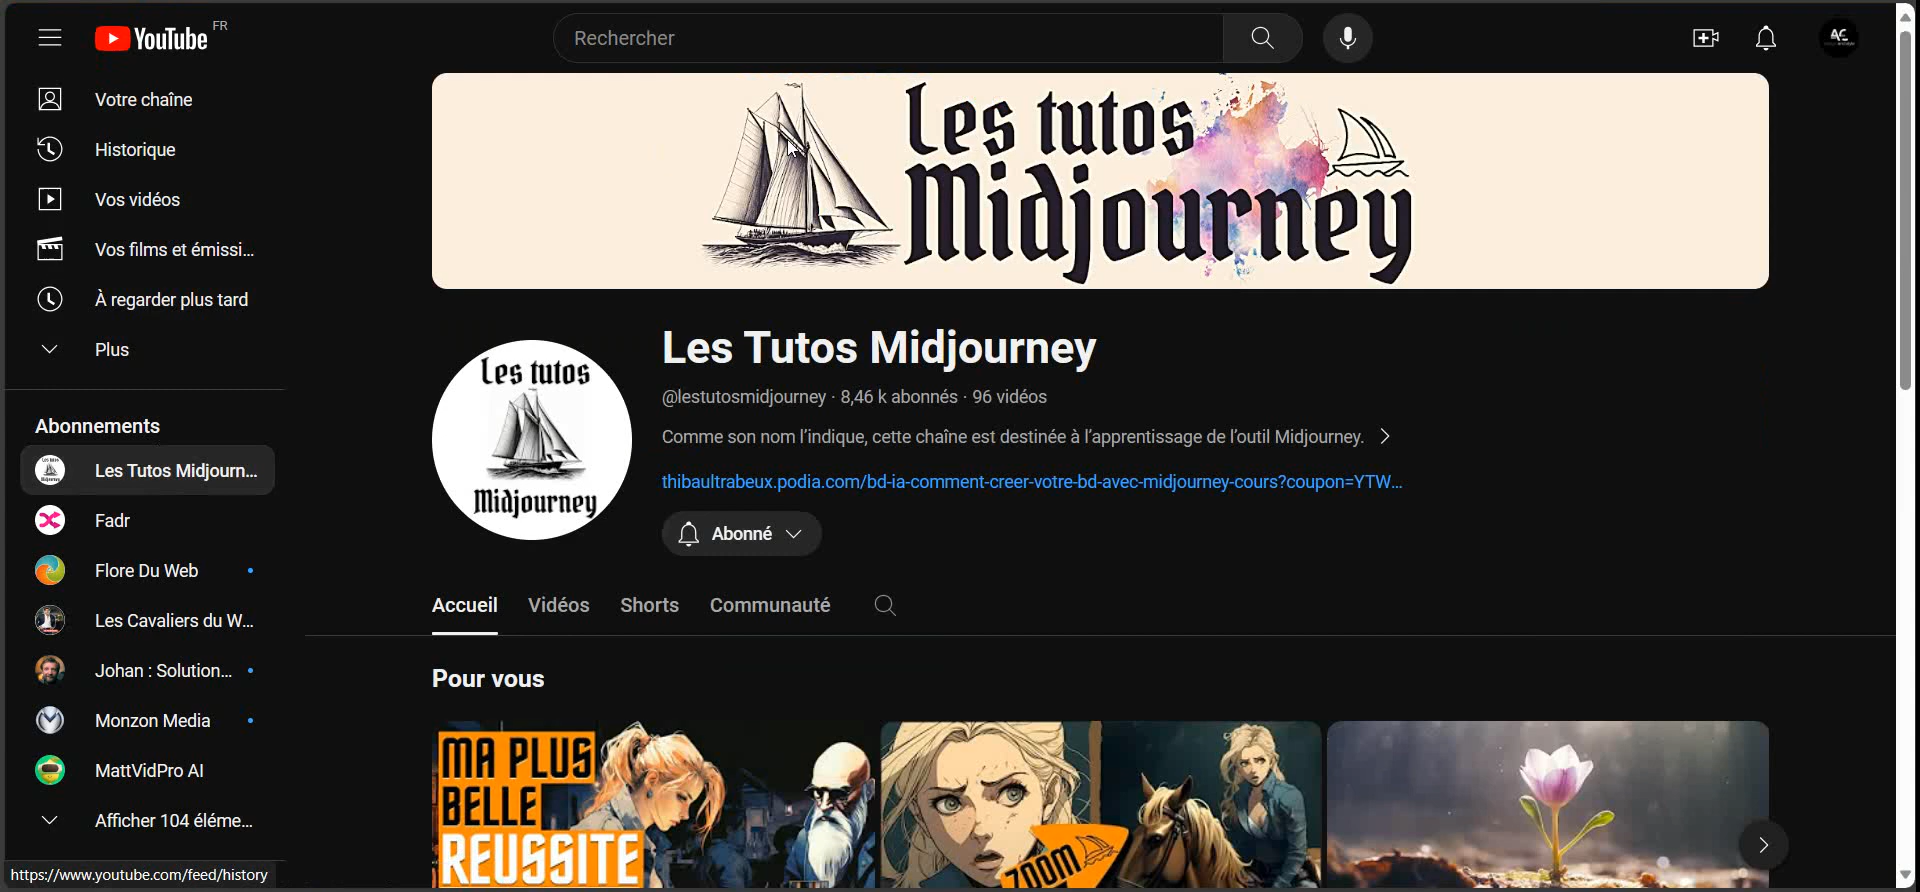 YouTube FR
Rechercher
Votre chaîne
Historique
Vos vidéos
Vos films et émissi...
À regarder plus tard
Plus
Abonnements
Les Tutos Midjourn...
Fadr
Flore Du Web
Les Cavaliers du W...
Johan : Solution...
Monzon Media
MattVidPro AI
Afficher 104 éléme...
https://www.youtube.com/feed/history
Les tutos
Midjourney
Les tutos
Midjourney
Les Tutos Midjourney
@lestutosmidjourney · 8,46 k abonnés · 96 vidéos
Comme son nom l’indique, cette chaîne est destinée à l’apprentissage de l’outil Midjourney.
thibaultrabeux.podia.com/bd-ia-comment-creer-votre-bd-avec-midjourney-cours?coupon=YTW...
Abonné
Accueil Vidéos Shorts Communauté
Pour vous
MA PLUS
BELLE
REUSSITE
ZOOM